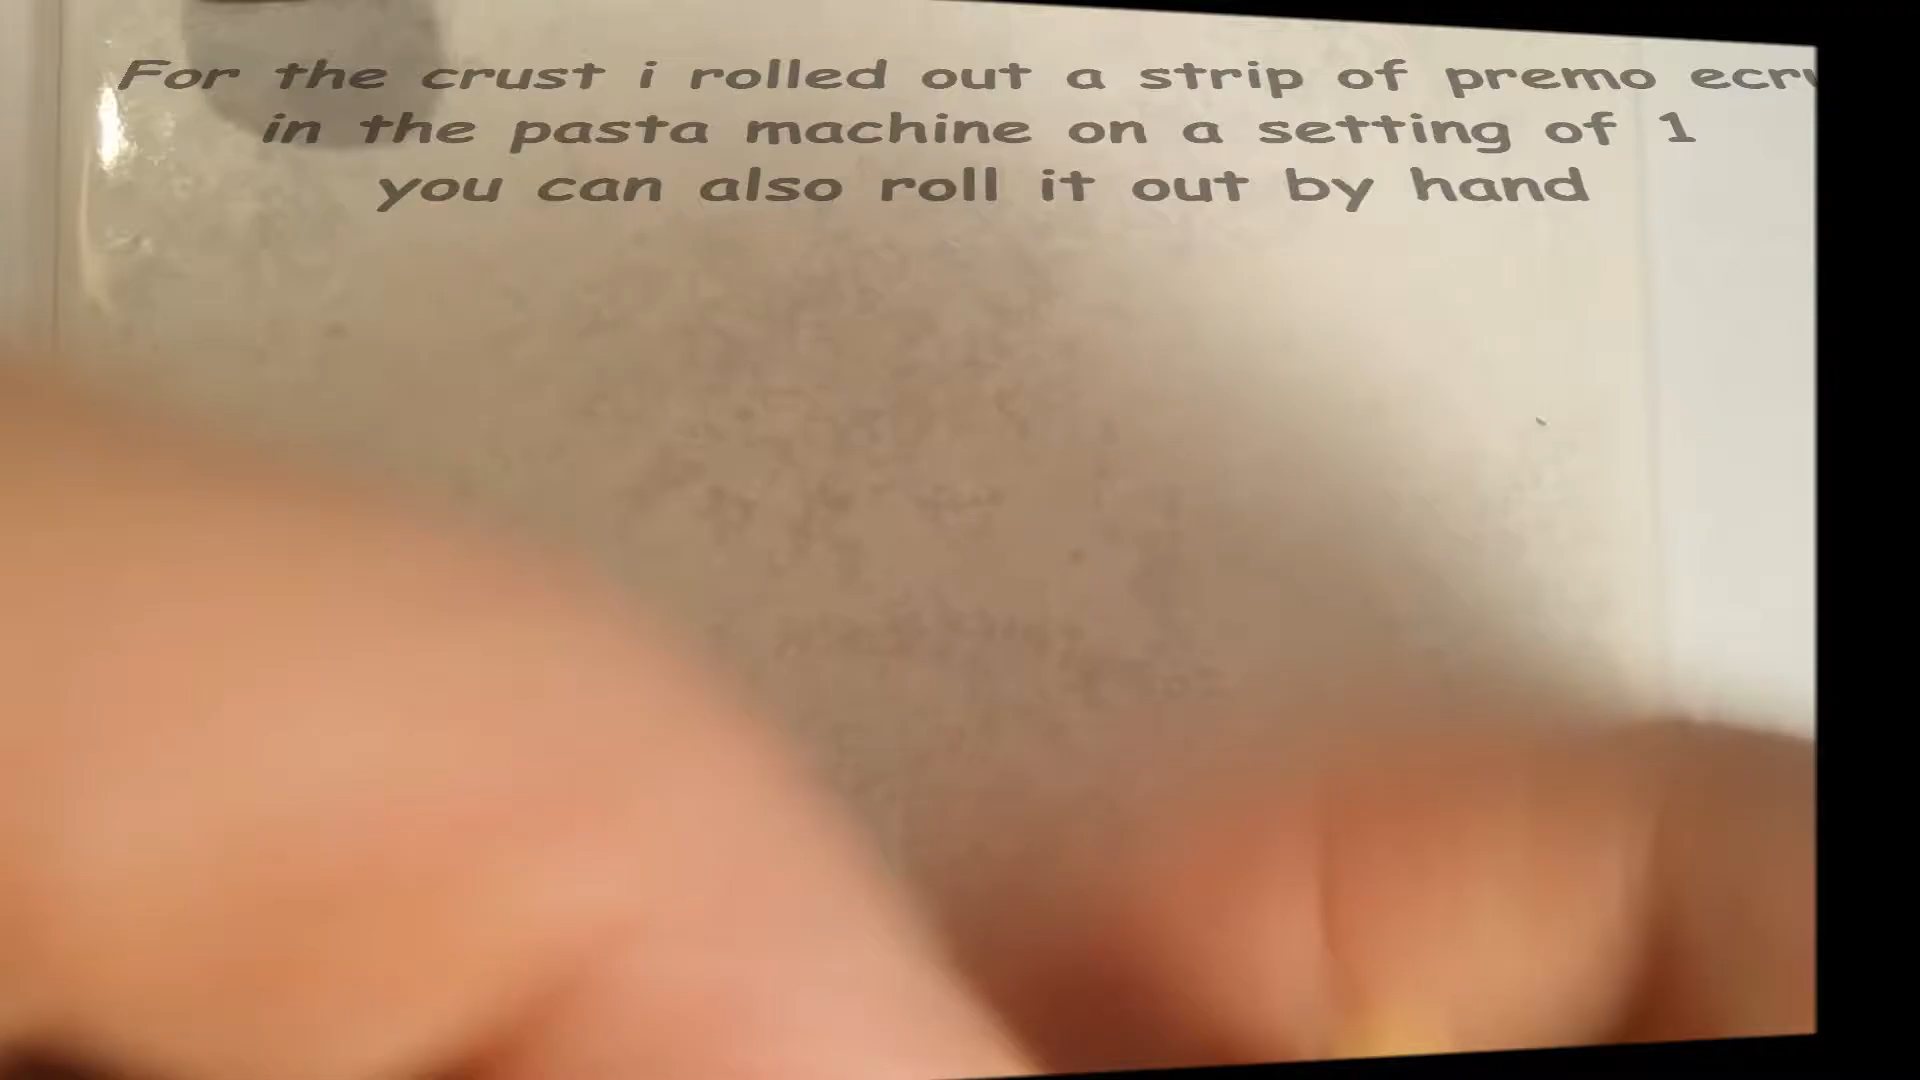 For the crust i rolled out a strip of premo
in the pasta machine on a setting of 1
you can also roll it out by hand